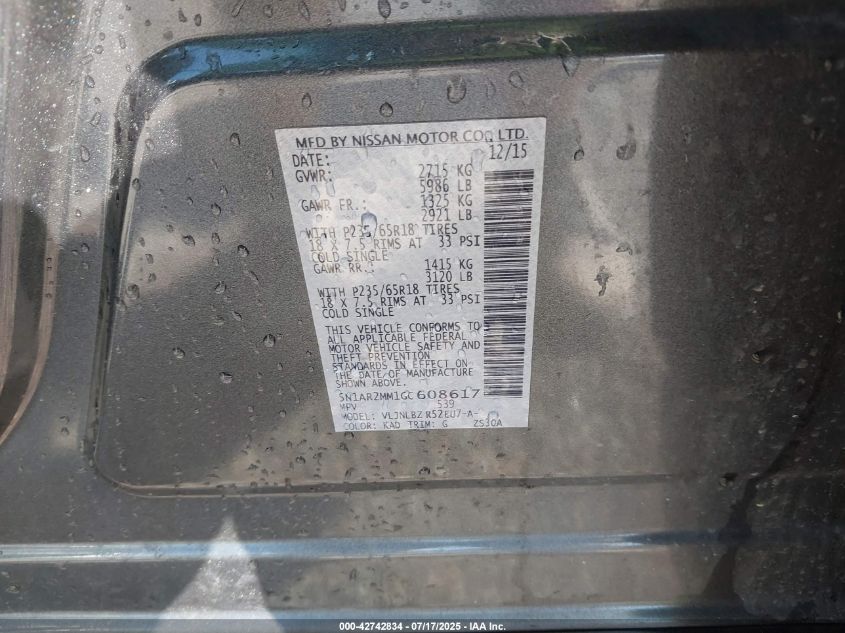 MFD BY NISSAN MOTOR CO., LTD.
DATE: 12/15
GVWR: 2715 KG
5986 LB
GAWR FR.: 1325 KG
2921 LB
WITH P235/65R18 TIRES
18 X 7.5 RIMS AT 33 PSI
COLD SINGLE
GAWR RR.: 1415 KG
3120 LB
WITH P235/65R18 TIRES
18 X 7.5 RIMS AT 33 PSI
COLD SINGLE
THIS VEHICLE CONFORMS TO
ALL APPLICABLE FEDERAL
MOTOR VEHICLE SAFETY AND
THEFT PREVENTION
STANDARDS IN EFFECT ON
THE DATE OF MANUFACTURE
SHOWN ABOVE
5N1AR2MM1GC608617
MPV 539
MODEL: VLJNLBZ R52EU7-A-
COLOR: KAD TRIM: G ZS30A
000-42742834 - 07/17/2025 - IAA Inc.